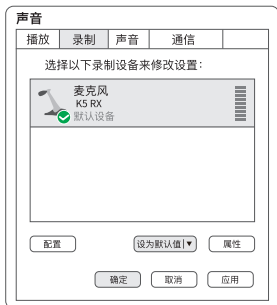 声音
播放 录制 声音 通信
选择以下录制设备来修改设置:
麦克风
K5 RX
默认设备
配置 设为默认值 属性
确定 取消 应用